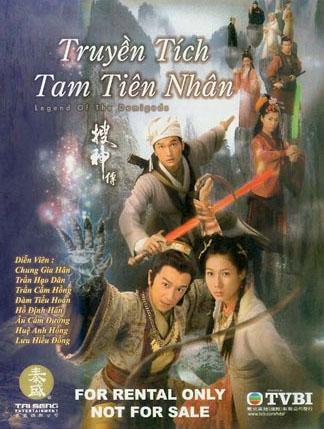 Truyền Tích
Tam Tiên Nhân
Legend Of The Demigods
搜神傳
Diễn Viên:
Chung Gia Hân
Trần Hạo Dân
Trần Cẩm Hồng
Đàm Tiểu Hoàn
Hồ Định Hân
Âu Cẩm Đường
Huệ Anh Hồng
Lưu Hiểu Đồng
泰盛
TAI SENG
ENTERTAINMENT
FOR RENTAL ONLY
NOT FOR SALE
TVBI